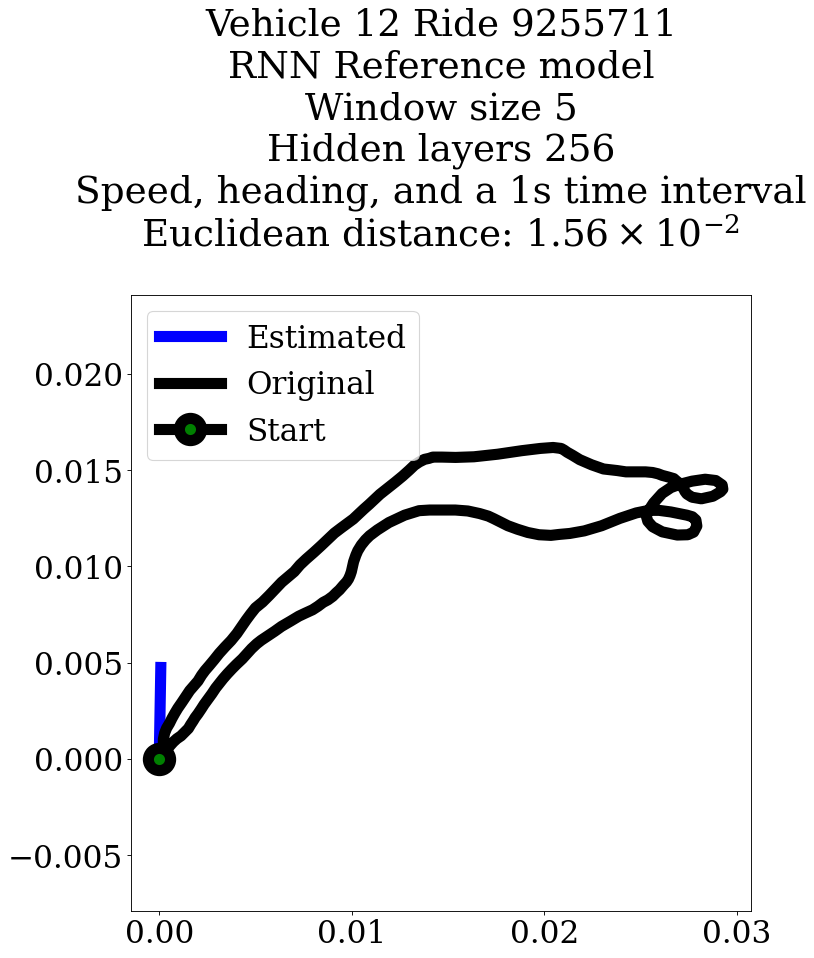 Vehicle 12 Ride 9255711
RNN Reference model
Window size 5
Hidden layers 256
Speed, heading, and a 1s time interval
Euclidean distance: 1.56 × 10⁻²
Estimated
Original
Start
0.020
0.015
0.010
0.005
0.000
−0.005
0.00 0.01 0.02 0.03